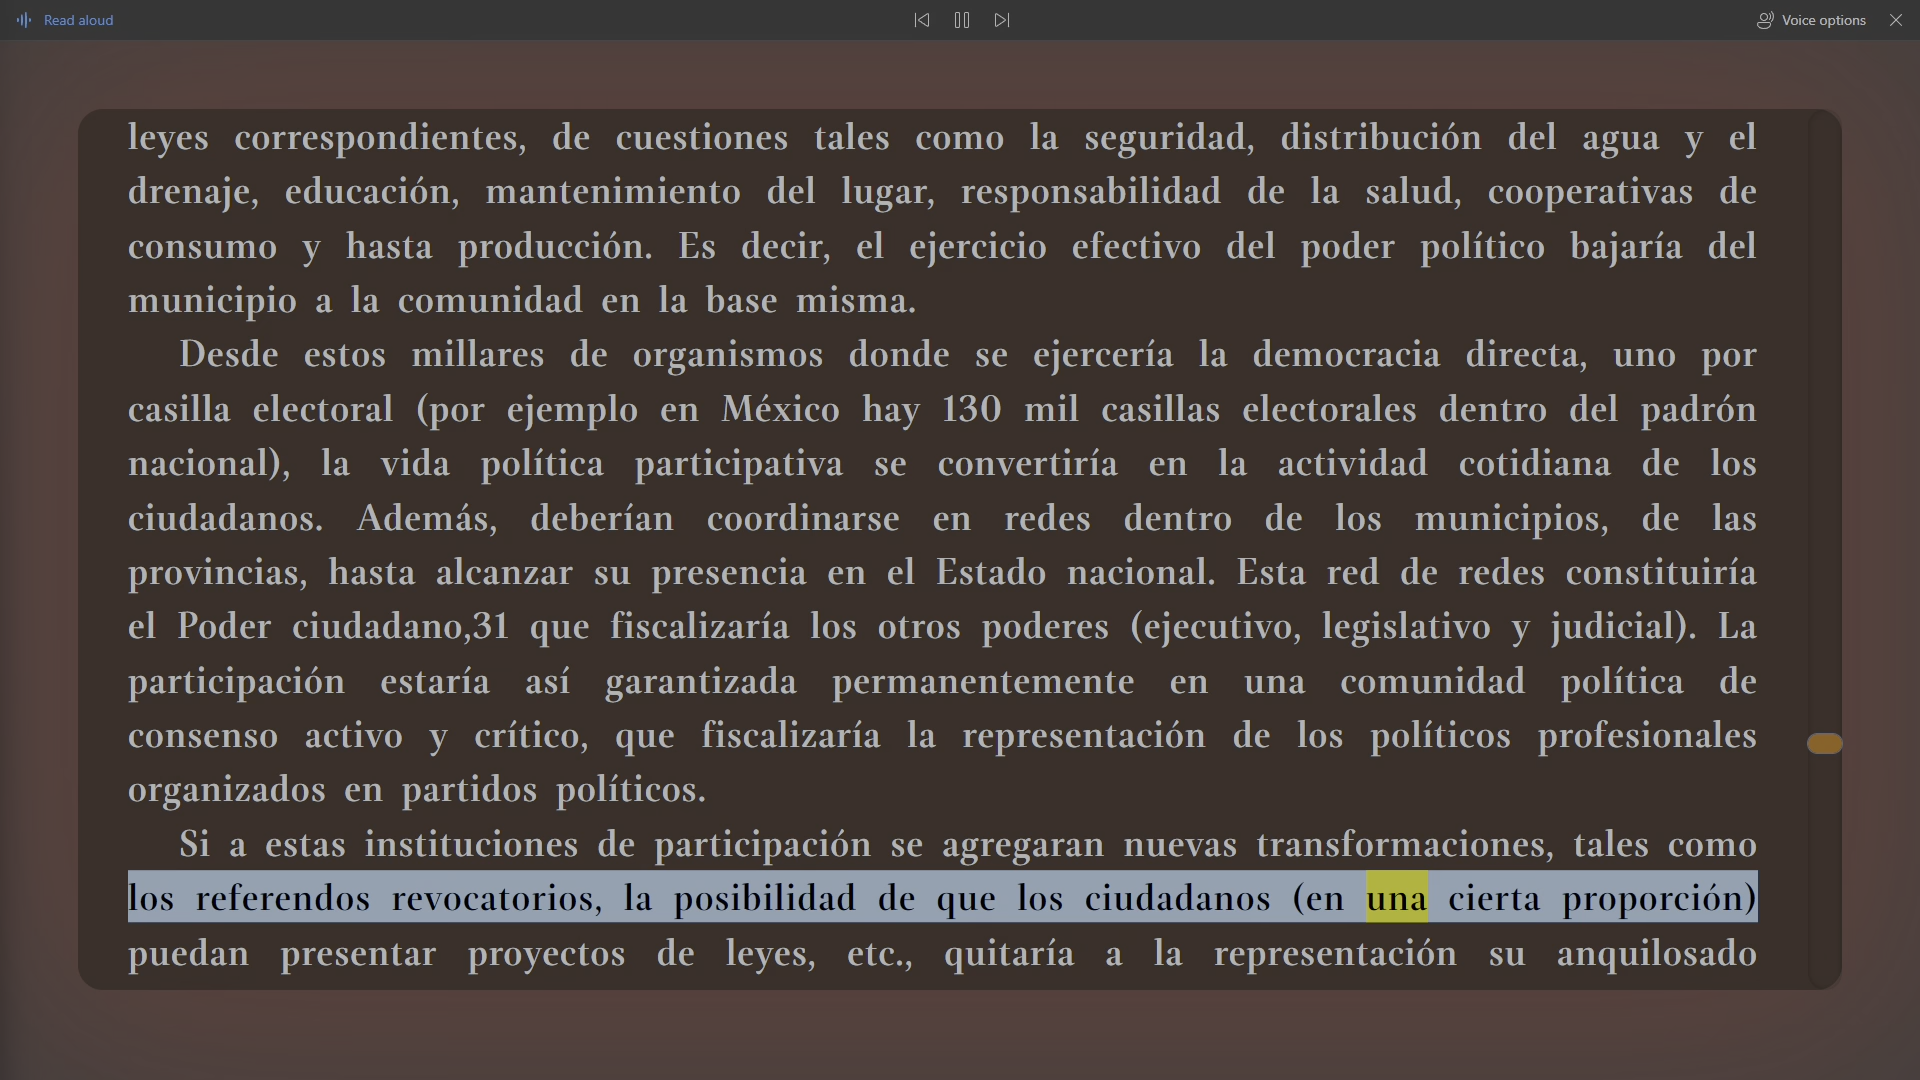 Read aloud
Voice options
leyes correspondientes, de cuestiones tales como la seguridad, distribución del agua y el
drenaje, educación, mantenimiento del lugar, responsabilidad de la salud, cooperativas de
consumo y hasta producción. Es decir, el ejercicio efectivo del poder político bajaría del
municipio a la comunidad en la base misma.
Desde estos millares de organismos donde se ejercería la democracia directa, uno por
casilla electoral (por ejemplo en México hay 130 mil casillas electorales dentro del padrón
nacional), la vida política participativa se convertiría en la actividad cotidiana de los
ciudadanos. Además, deberían coordinarse en redes dentro de los municipios, de las
provincias, hasta alcanzar su presencia en el Estado nacional. Esta red de redes constituiría
el Poder ciudadano,31 que fiscalizaría los otros poderes (ejecutivo, legislativo y judicial). La
participación estaría así garantizada permanentemente en una comunidad política de
consenso activo y crítico, que fiscalizaría la representación de los políticos profesionales
organizados en partidos políticos.
Si a estas instituciones de participación se agregaran nuevas transformaciones, tales como
los referendos revocatorios, la posibilidad de que los ciudadanos (en una cierta proporción)
puedan presentar proyectos de leyes, etc., quitaría a la representación su anquilosado